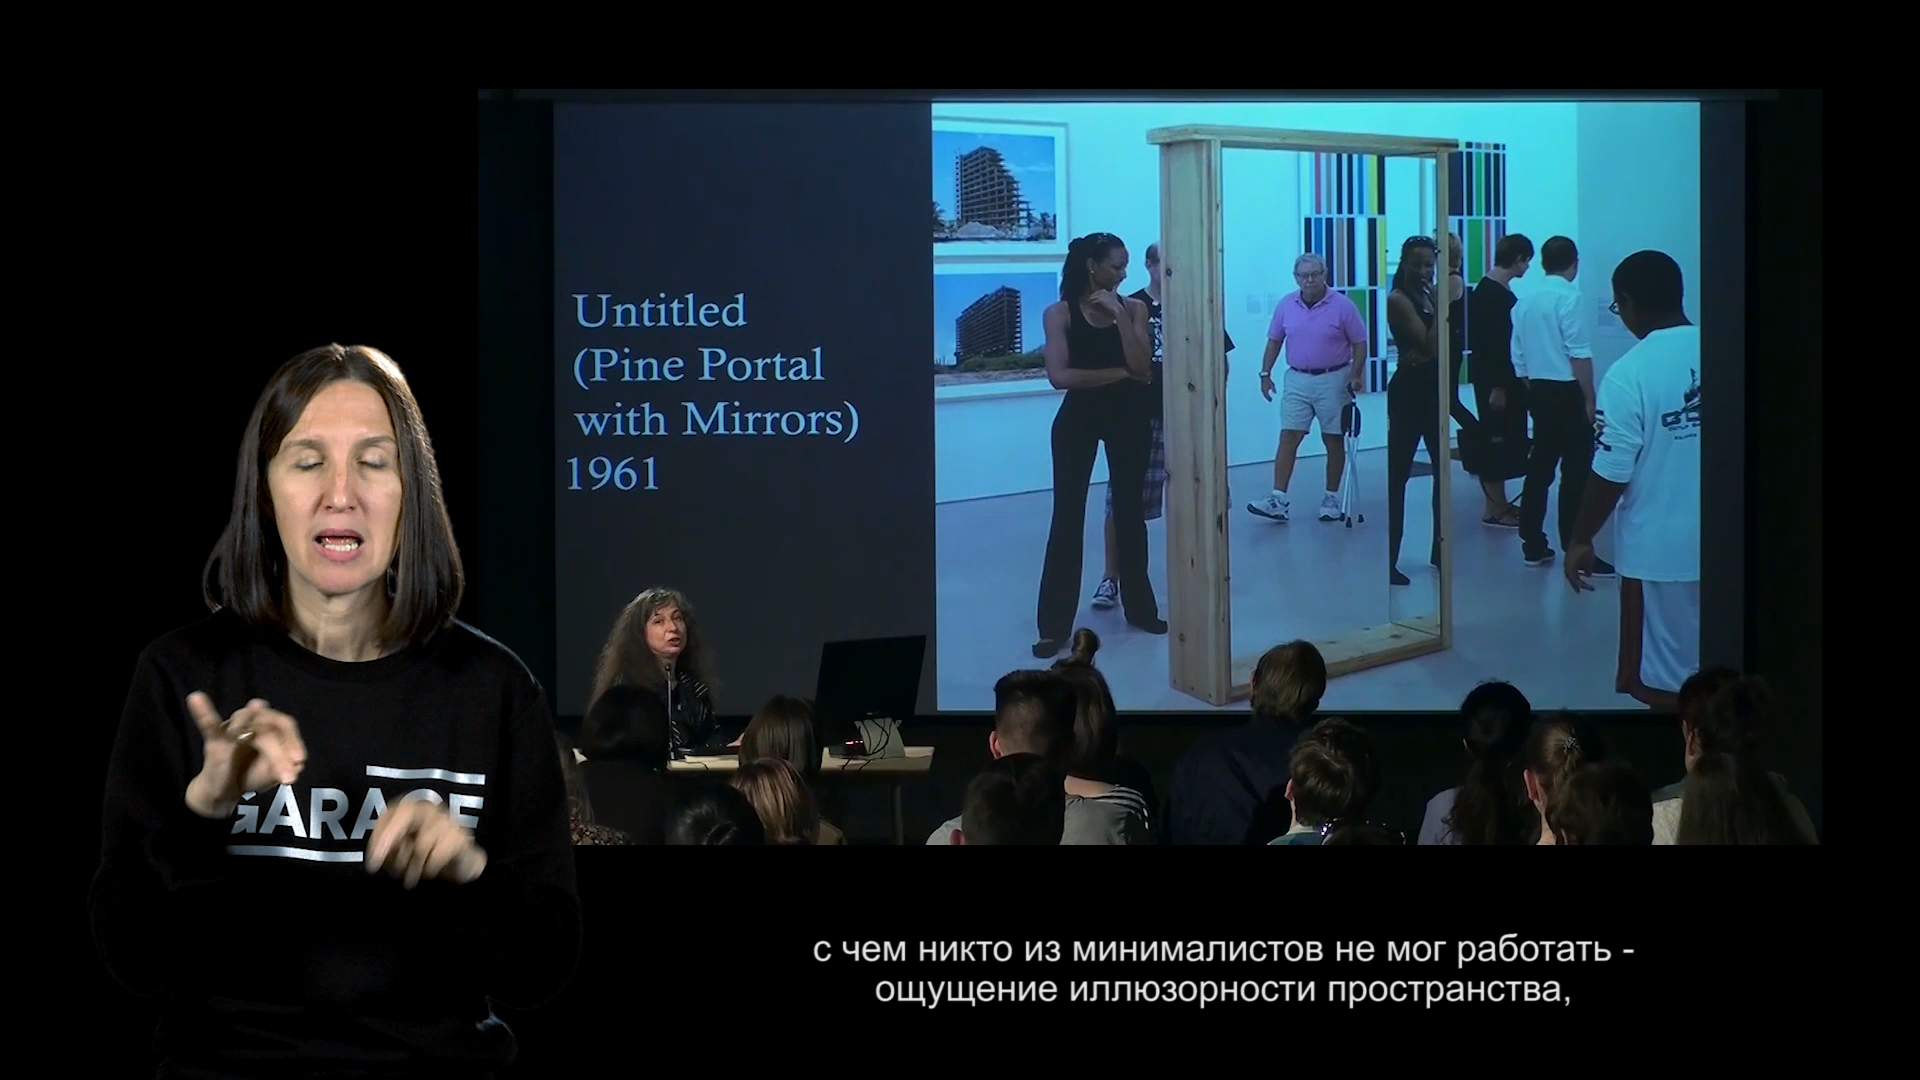 Untitled
(Pine Portal
with Mirrors)
1961
GARAGE
с чем никто из минималистов не мог работать -
ощущение иллюзорности пространства,